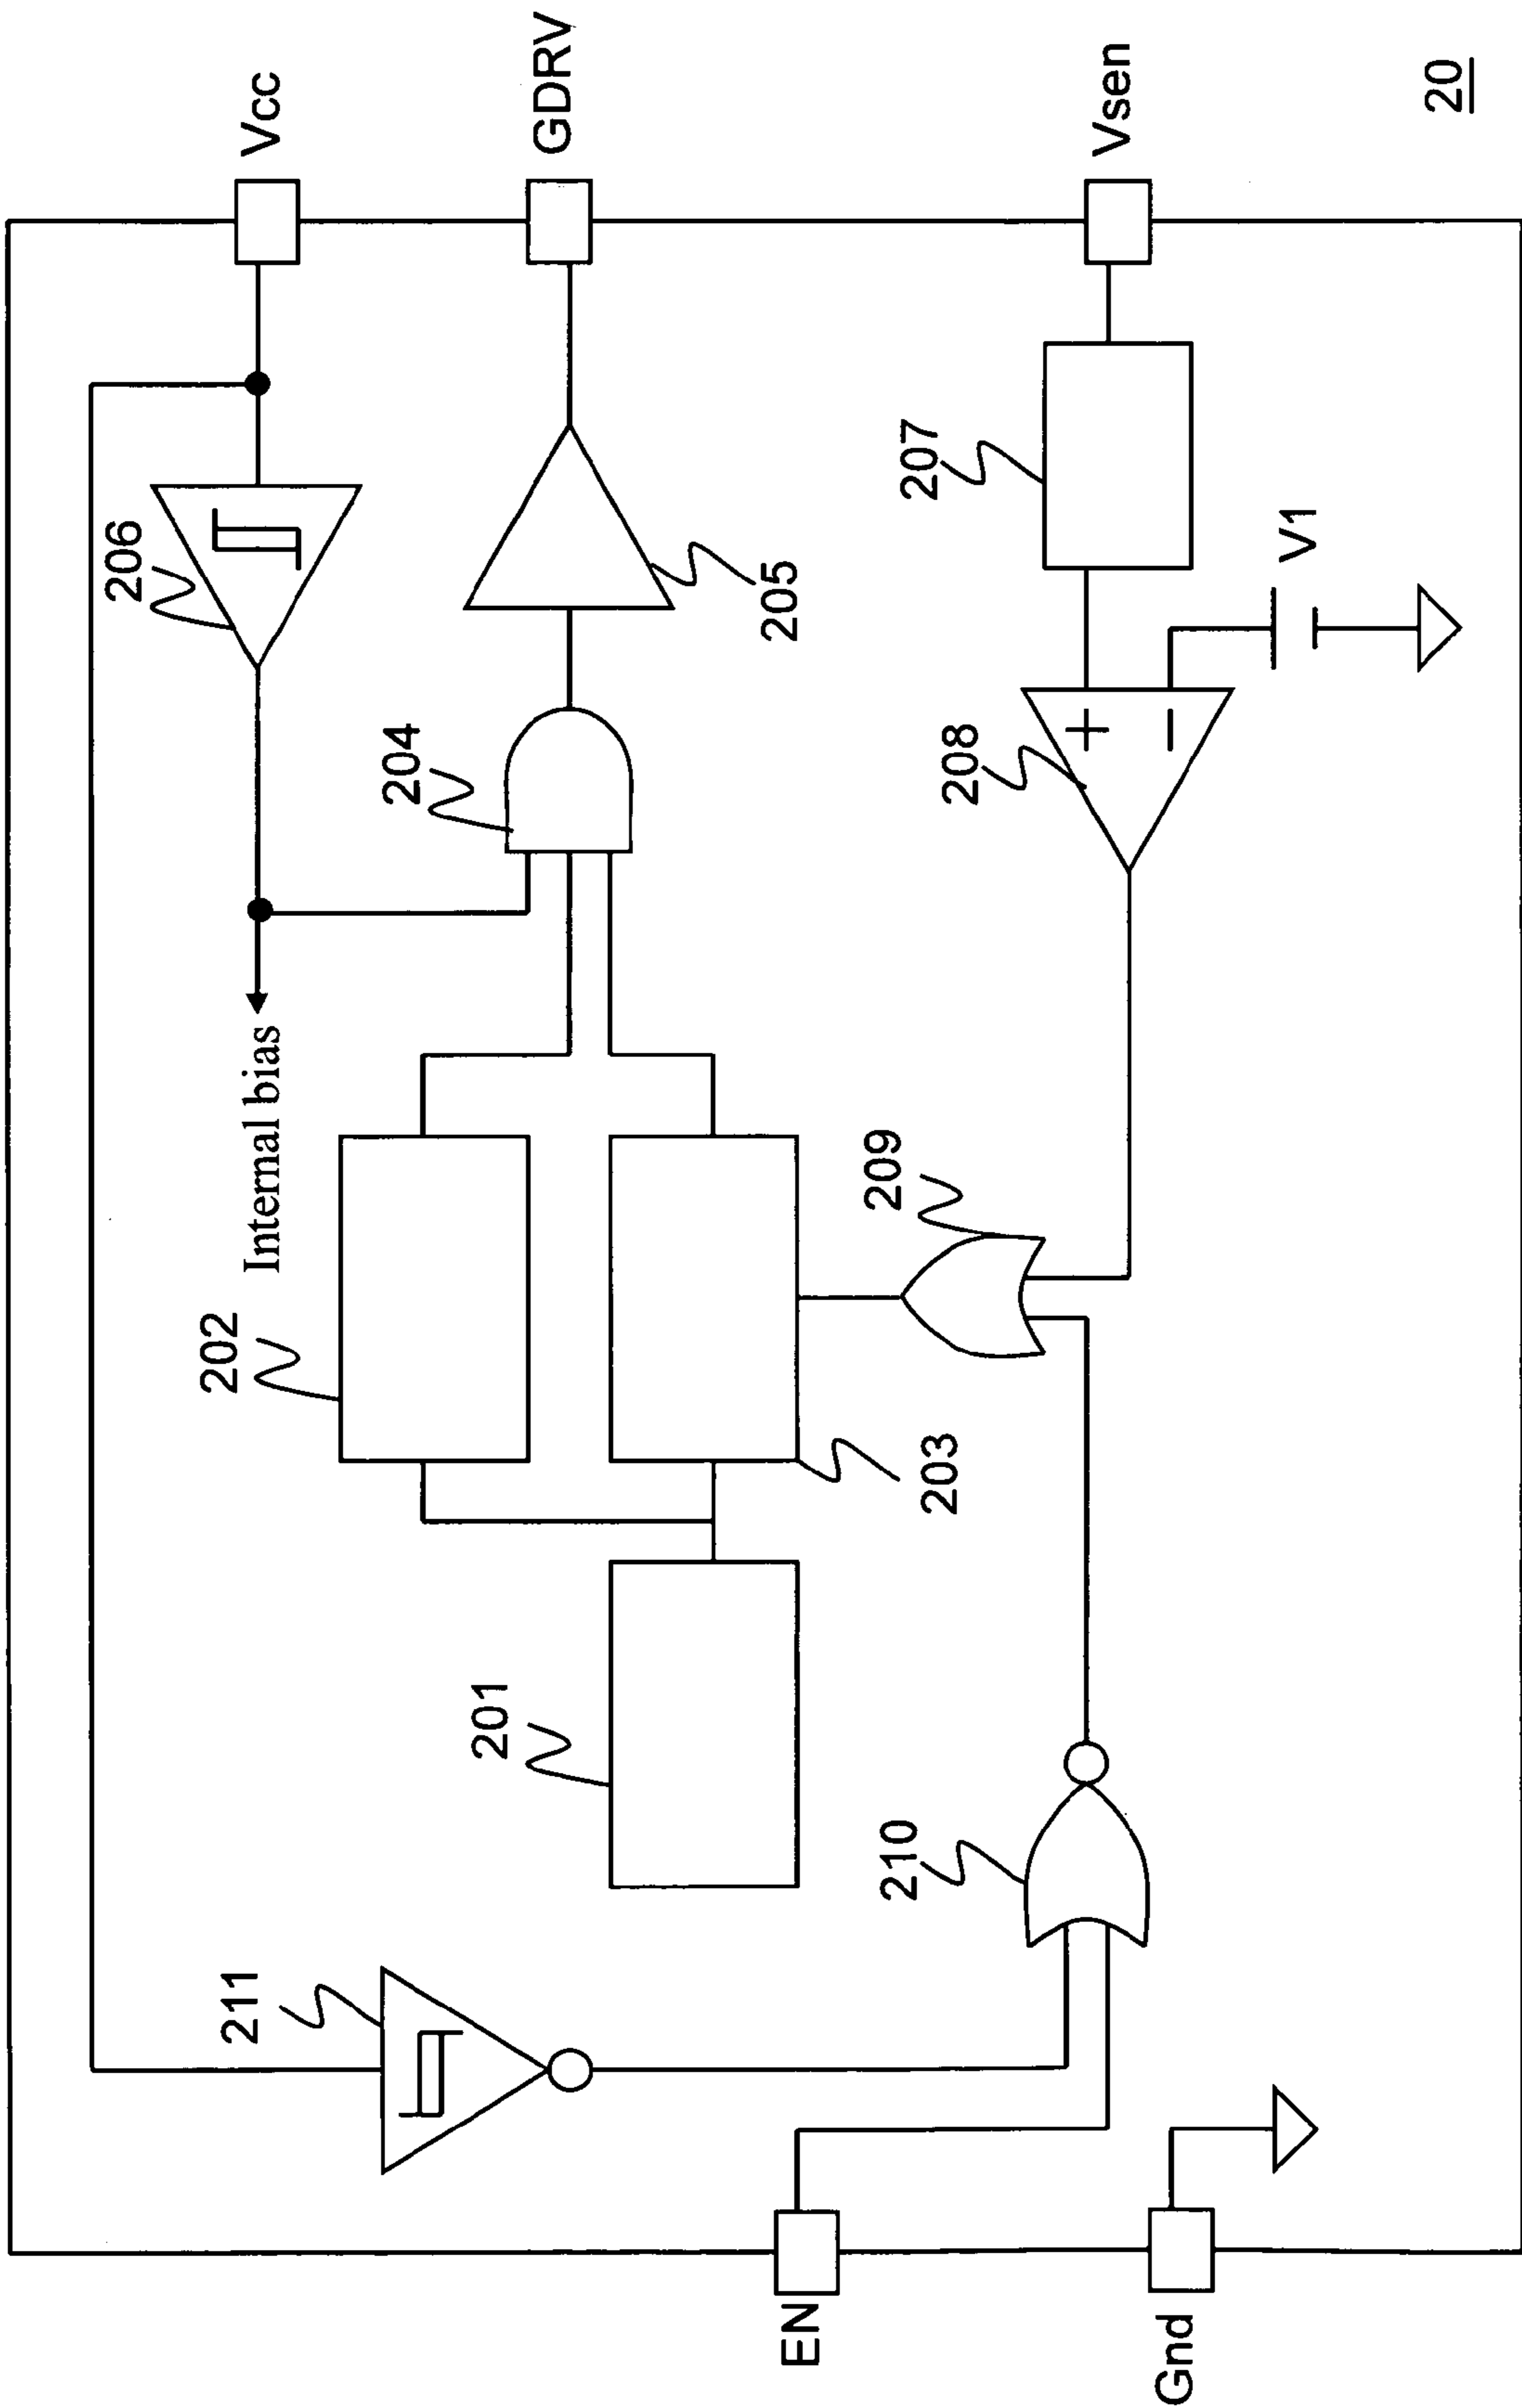 Vcc
GDRV
Vsen
20
206
205
207
V1
204
208
Internal bias
202
209
203
201
211
210
EN
Gnd
+
−